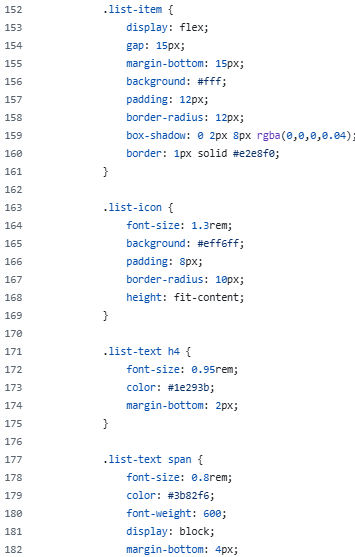 152 .list-item {
153 display: flex;
154 gap: 15px;
155 margin-bottom: 15px;
156 background: #fff;
157 padding: 12px;
158 border-radius: 12px;
159 box-shadow: 0 2px 8px rgba(0,0,0,0.04);
160 border: 1px solid #e2e8f0;
161 }
162
163 .list-icon {
164 font-size: 1.3rem;
165 background: #eff6ff;
166 padding: 8px;
167 border-radius: 10px;
168 height: fit-content;
169 }
170
171 .list-text h4 {
172 font-size: 0.95rem;
173 color: #1e293b;
174 margin-bottom: 2px;
175 }
176
177 .list-text span {
178 font-size: 0.8rem;
179 color: #3b82f6;
180 font-weight: 600;
181 display: block;
182 margin-bottom: 4px;